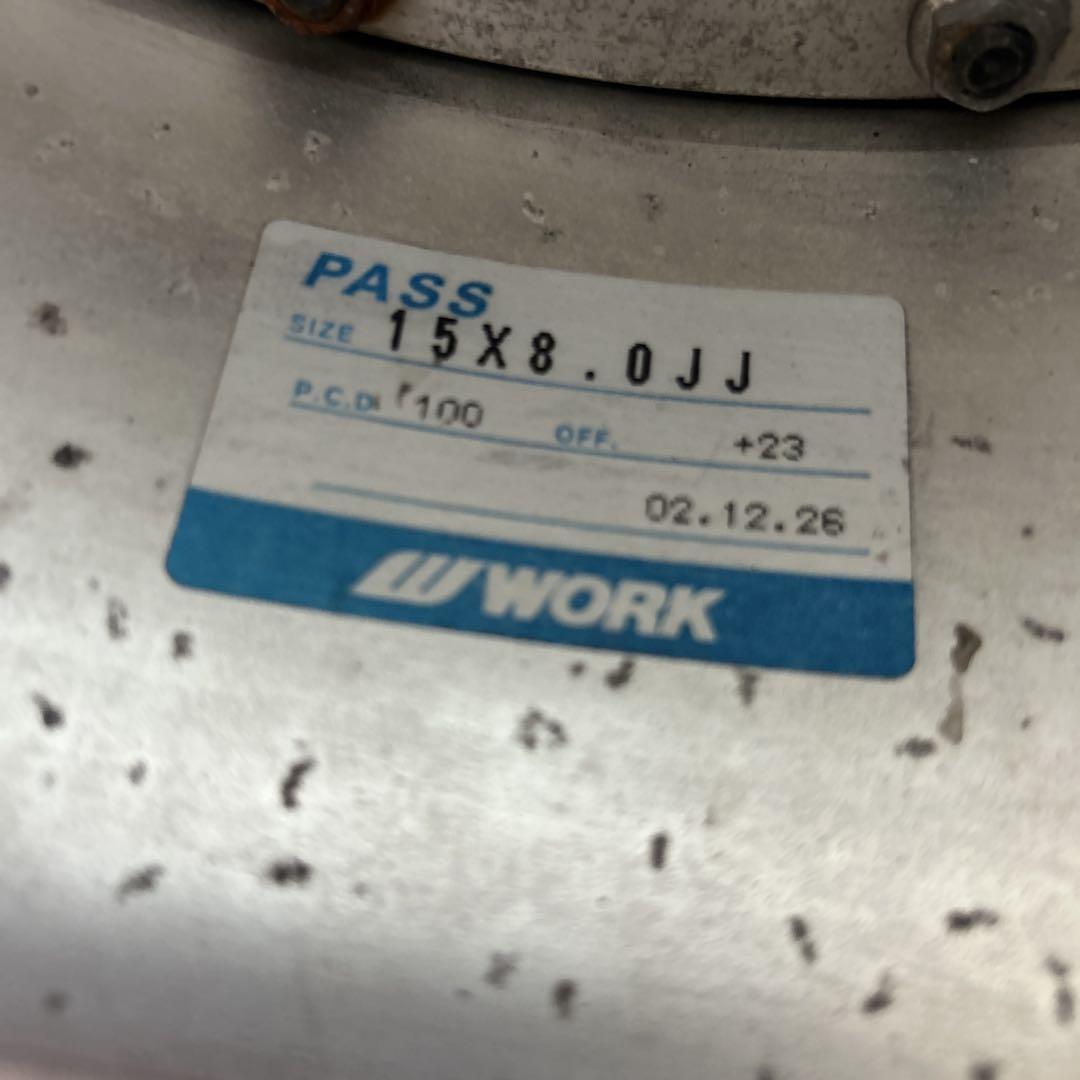 PASS
SIZE 15X8.0JJ
P.C.D 100 OFF. +23
02.12.26
WORK